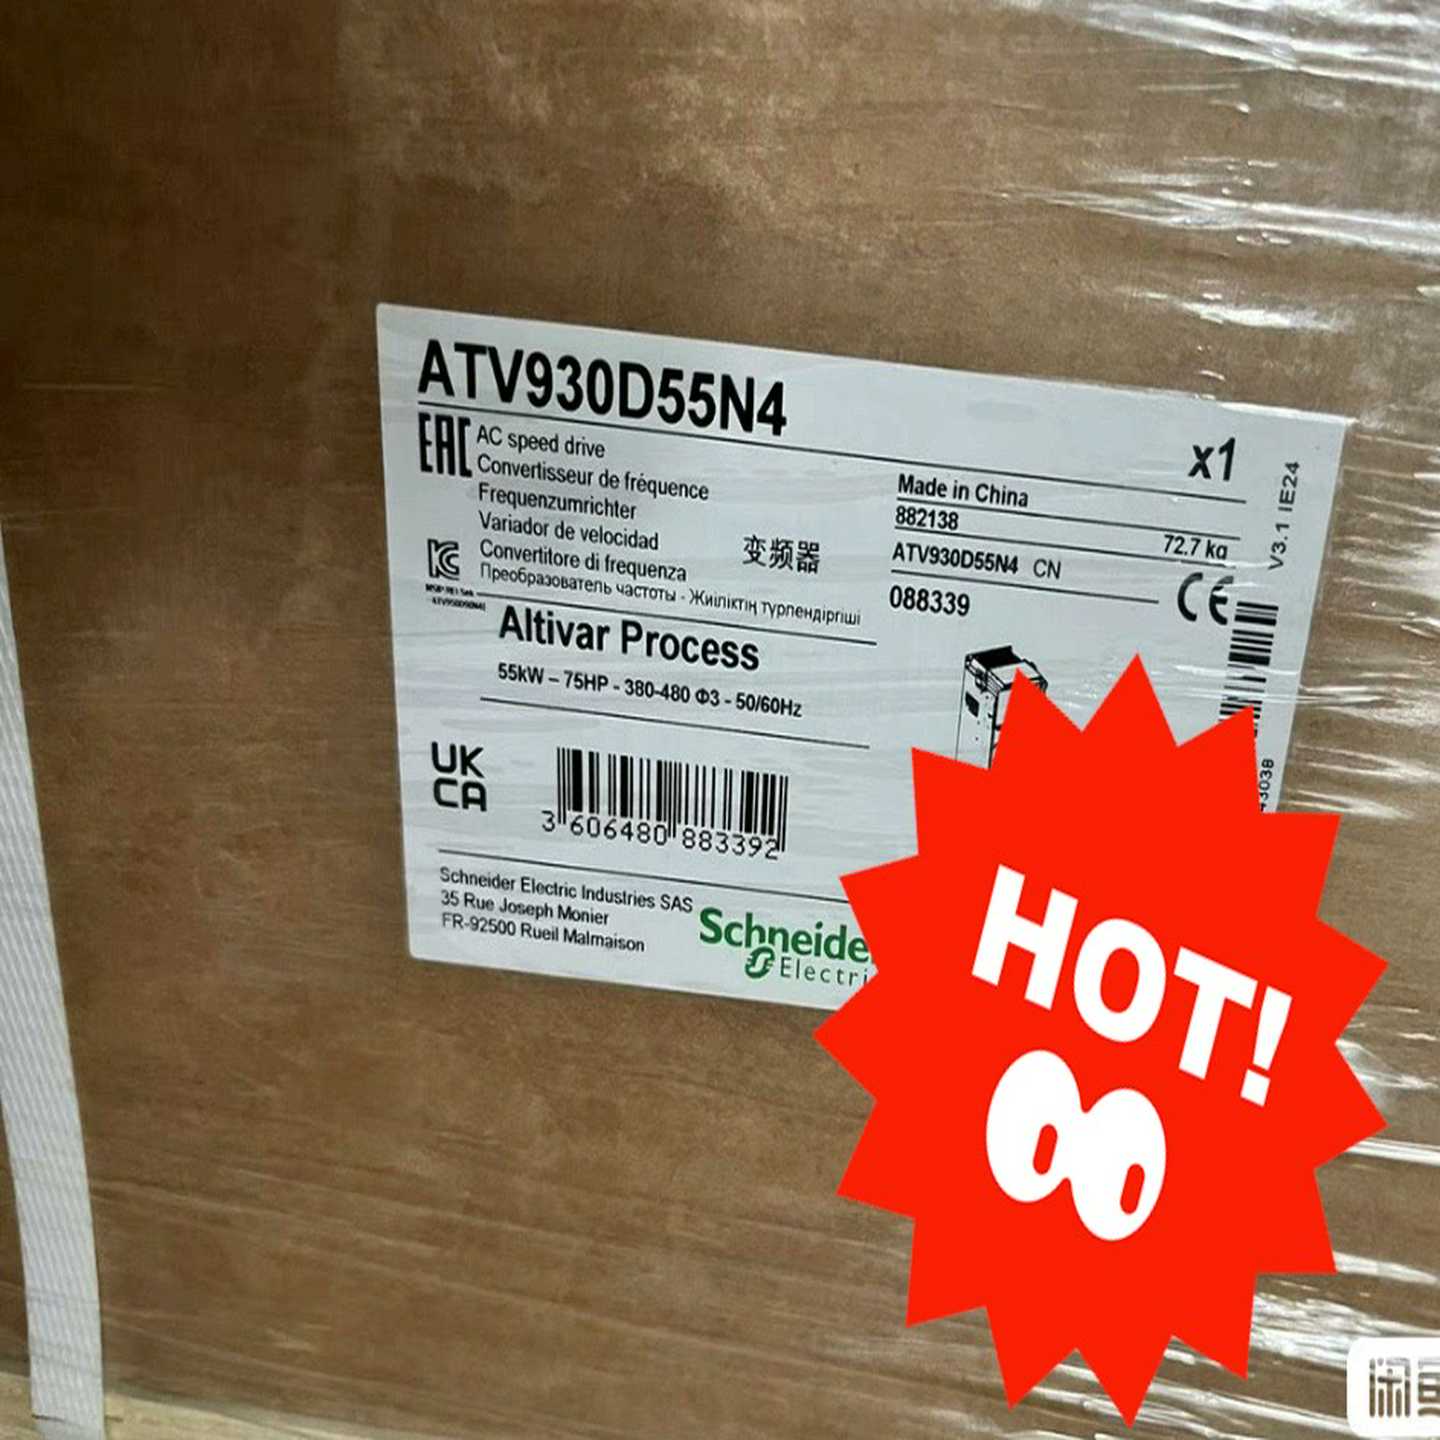 ATV930D55N4
x1
EAC
AC speed drive
Convertisseur de fréquence
Frequenzumrichter
Variador de velocidad
Convertitore di frequenza
Преобразователь частоты - Жиіліктің түрлендіргіші
变频器
Made in China
882138
72.7 kg
ATV930D55N4 CN
088339
CE
V3.1 IE24
Altivar Process
55kW – 75HP - 380-480 Φ3 - 50/60Hz
UK
CA
3 606480 883392
Schneider Electric Industries SAS
35 Rue Joseph Monier
FR-92500 Rueil Malmaison
Schneide
Electri
HOT!
闲